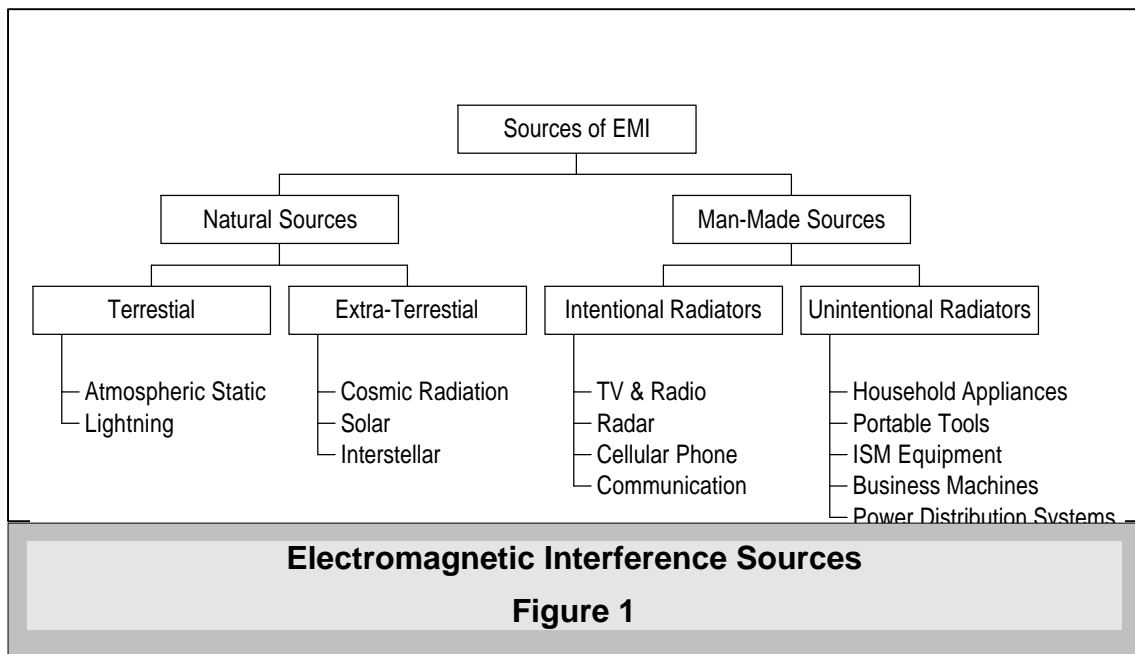 Sources of EMI
Natural Sources
Man-Made Sources
Terrestial
Extra-Terrestial
Intentional Radiators
Unintentional Radiators
Atmospheric Static
Lightning
Cosmic Radiation
Solar
Interstellar
TV & Radio
Radar
Cellular Phone
Communication
Household Appliances
Portable Tools
ISM Equipment
Business Machines
Power Distribution Systems
Electromagnetic Interference Sources
Figure 1